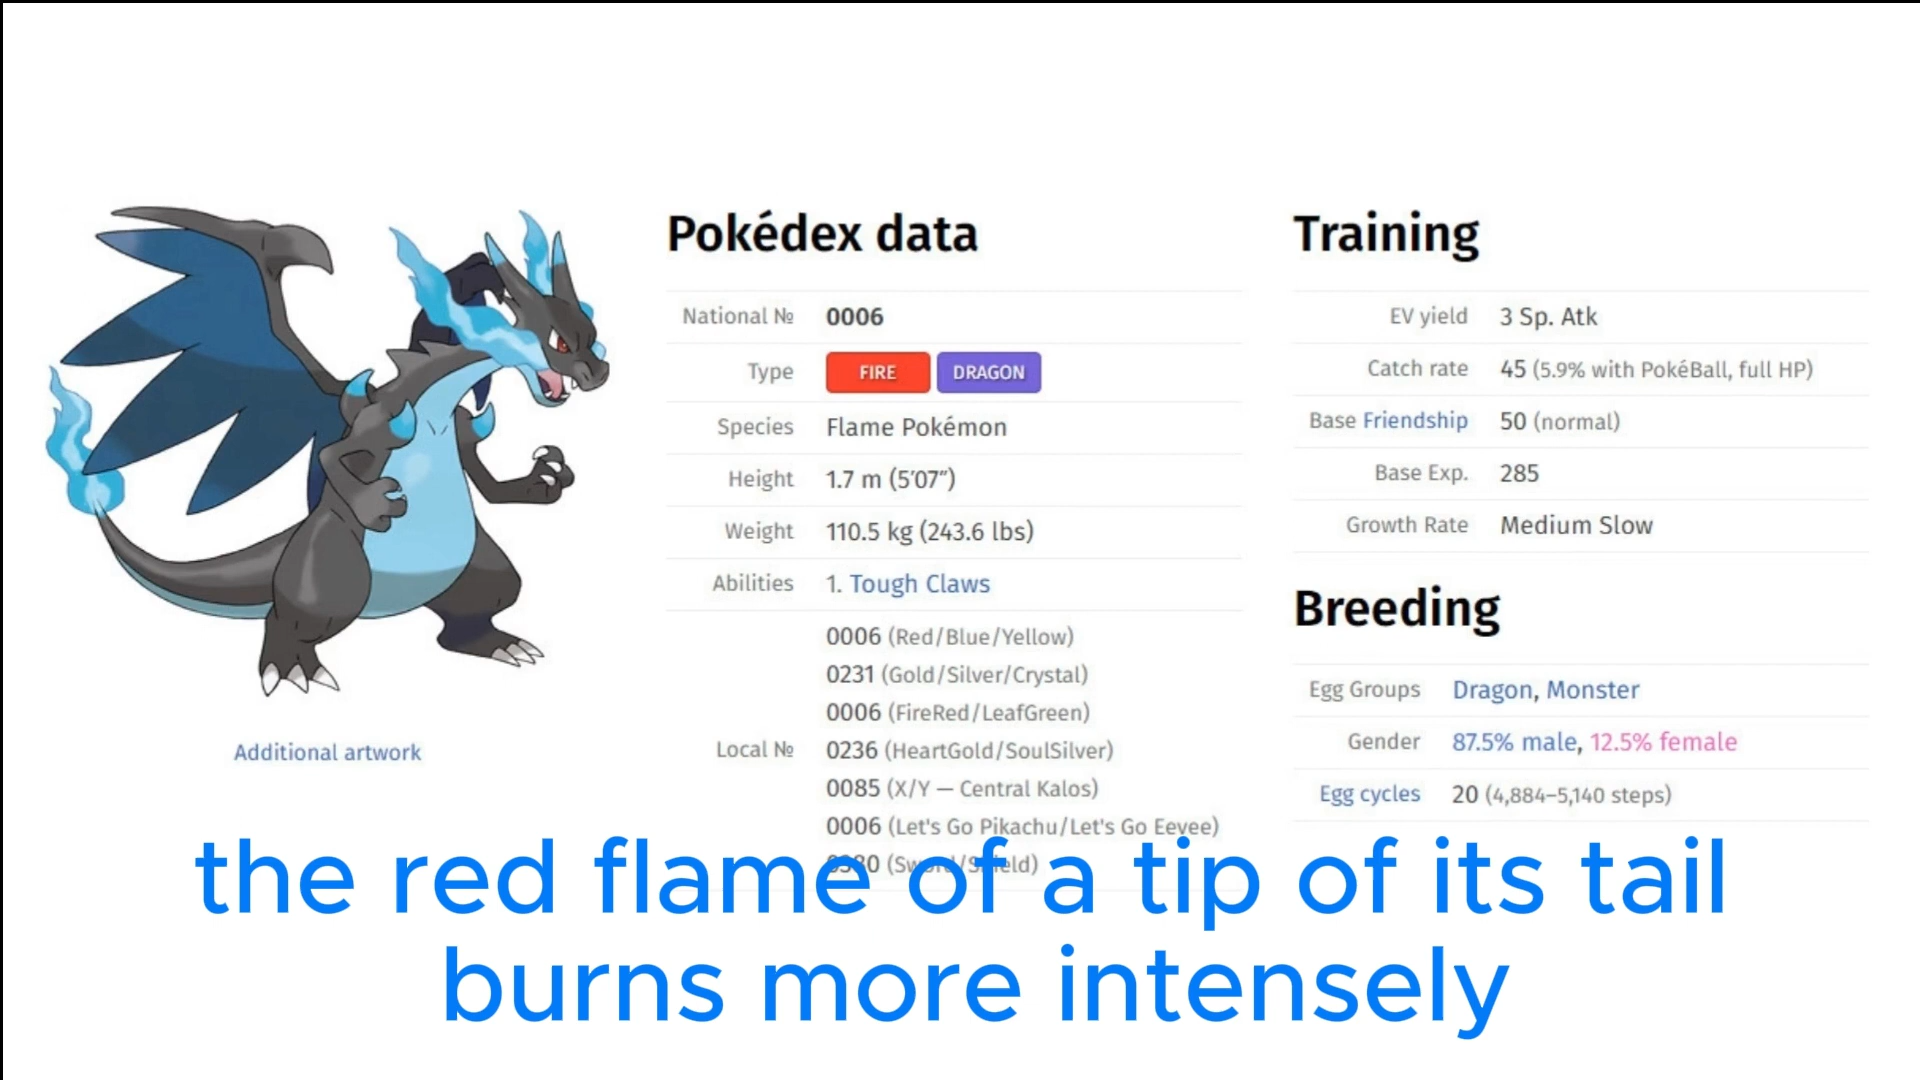 Pokédex data
National № 0006
Type FIRE DRAGON
Species Flame Pokémon
Height 1.7 m (5′07″)
Weight 110.5 kg (243.6 lbs)
Abilities 1. Tough Claws
0006 (Red/Blue/Yellow)
0231 (Gold/Silver/Crystal)
0006 (FireRed/LeafGreen)
Local № 0236 (HeartGold/SoulSilver)
0085 (X/Y — Central Kalos)
0006 (Let's Go Pikachu/Let's Go Eevee)
(Sword/Shield)
Training
EV yield 3 Sp. Atk
Catch rate 45 (5.9% with PokéBall, full HP)
Base Friendship 50 (normal)
Base Exp. 285
Growth Rate Medium Slow
Breeding
Egg Groups Dragon, Monster
Gender 87.5% male, 12.5% female
Egg cycles 20 (4,884–5,140 steps)
Additional artwork
the red flame of a tip of its tail
burns more intensely